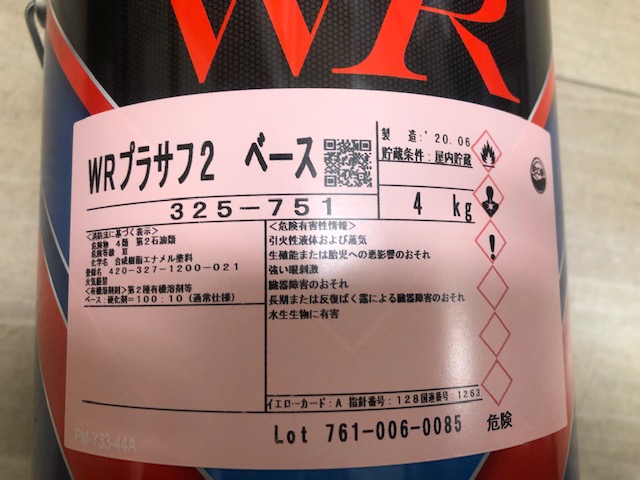 WR
WRプラサフ2 ベース
製 造:'20.06
貯蔵条件:屋内貯蔵
325-751
4 kg
<消防法に基づく表示>
危険物 4類 第2石油類
危険等級 Ⅲ
化学名 合成樹脂エナメル塗料
登録名 420-327-1200-021
火気厳禁
<有機溶剤則>第2種有機溶剤等
ベース:硬化剤=100:10(通常仕様)
<危険有害性情報>
引火性液体および蒸気
生殖能または胎児への悪影響のおそれ
強い眼刺激
臓器障害のおそれ
長期または反復ばく露による臓器障害のおそれ
水生生物に有害
イエローカード:A 指針番号:128国連番号:1263
Lot 761-006-0085
危険
PM-Y33-44A